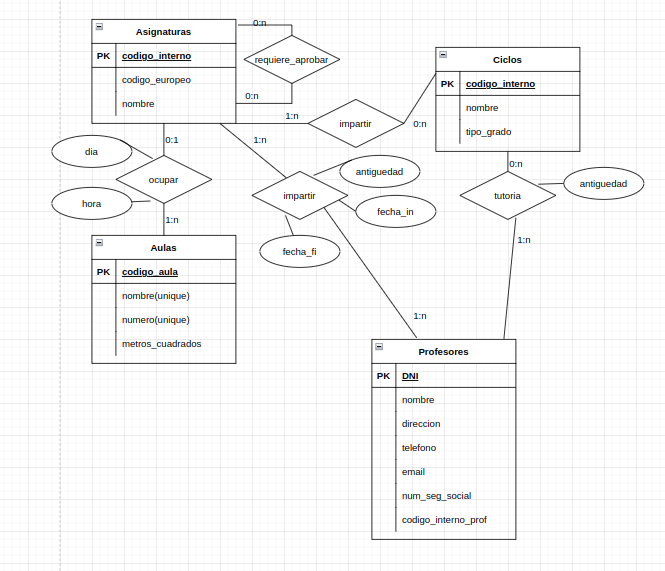 0:n
Asignaturas
PK codigo_interno
codigo_europeo
nombre
requiere_aprobar
0:n
Ciclos
PK codigo_interno
nombre
tipo_grado
1:n
impartir
0:n
0:1
1:n
0:n
dia
hora
ocupar
1:n
impartir
antiguedad
fecha_in
fecha_fi
tutoria
antiguedad
1:n
Aulas
PK codigo_aula
nombre(unique)
numero(unique)
metros_cuadrados
1:n
Profesores
PK DNI
nombre
direccion
telefono
email
num_seg_social
codigo_interno_prof